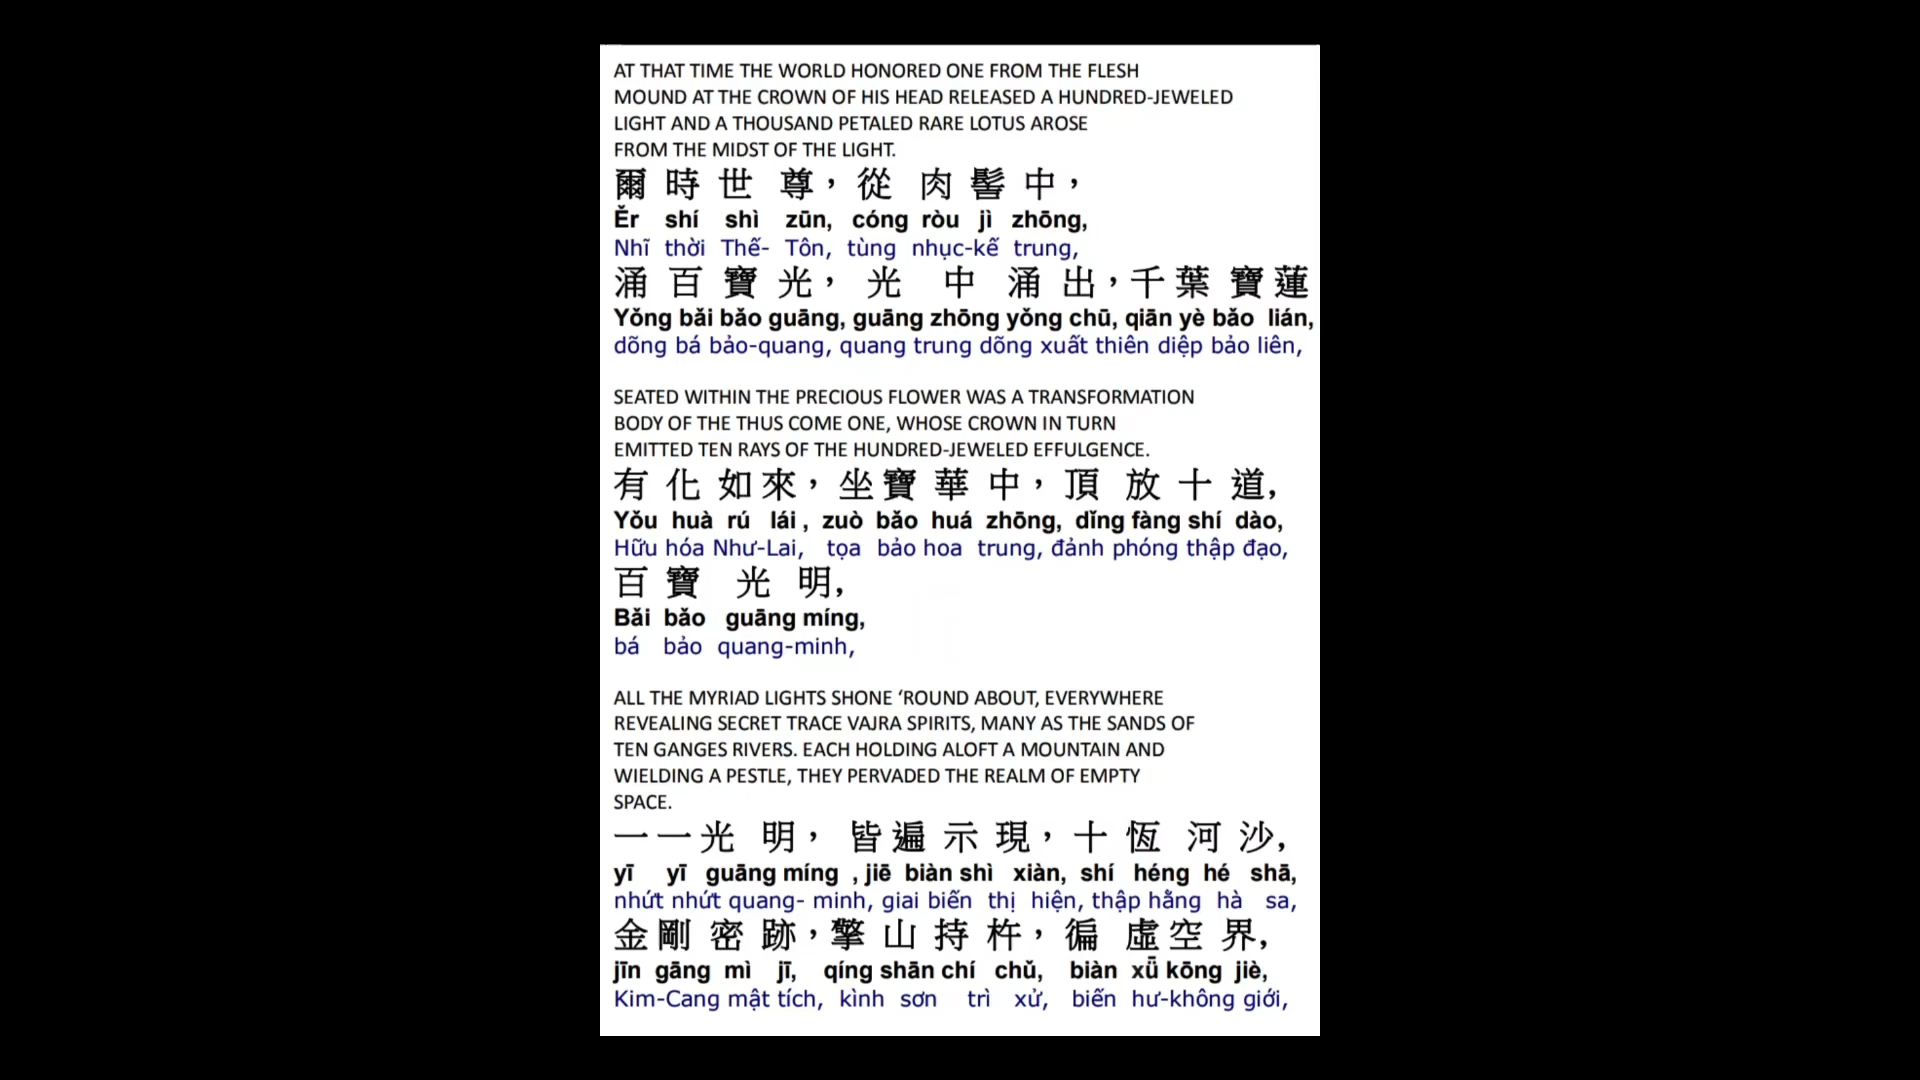 AT THAT TIME THE WORLD HONORED ONE FROM THE FLESH
MOUND AT THE CROWN OF HIS HEAD RELEASED A HUNDRED-JEWELED
LIGHT AND A THOUSAND PETALED RARE LOTUS AROSE
FROM THE MIDST OF THE LIGHT.
爾時世尊，從肉髻中，
Ěr shí shì zūn, cóng ròu jì zhōng,
Nhĩ thời Thế- Tôn, tùng nhục-kế trung,
涌百寶光，光中涌出，千葉寶蓮
Yǒng bǎi bǎo guāng, guāng zhōng yǒng chū, qiān yè bǎo lián,
dõng bá bảo-quang, quang trung dõng xuất thiên diệp bảo liên,
SEATED WITHIN THE PRECIOUS FLOWER WAS A TRANSFORMATION
BODY OF THE THUS COME ONE, WHOSE CROWN IN TURN
EMITTED TEN RAYS OF THE HUNDRED-JEWELED EFFULGENCE.
有化如來，坐寶華中，頂放十道,
Yǒu huà rú lái , zuò bǎo huá zhōng, dǐng fàng shí dào,
Hữu hóa Như-Lai, tọa bảo hoa trung, đảnh phóng thập đạo,
百寶光明,
Bǎi bǎo guāng míng,
bá bảo quang-minh,
ALL THE MYRIAD LIGHTS SHONE ‘ROUND ABOUT, EVERYWHERE
REVEALING SECRET TRACE VAJRA SPIRITS, MANY AS THE SANDS OF
TEN GANGES RIVERS. EACH HOLDING ALOFT A MOUNTAIN AND
WIELDING A PESTLE, THEY PERVADED THE REALM OF EMPTY
SPACE.
一一光明，皆遍示現，十恆河沙,
yī yī guāng míng , jiē biàn shì xiàn, shí héng hé shā,
nhứt nhứt quang- minh, giai biến thị hiện, thập hằng hà sa,
金剛密跡，擎山持杵，徧虛空界,
jīn gāng mì jī, qíng shān chí chǔ, biàn xǖ kōng jiè,
Kim-Cang mật tích, kình sơn trì xử, biến hư-không giới,